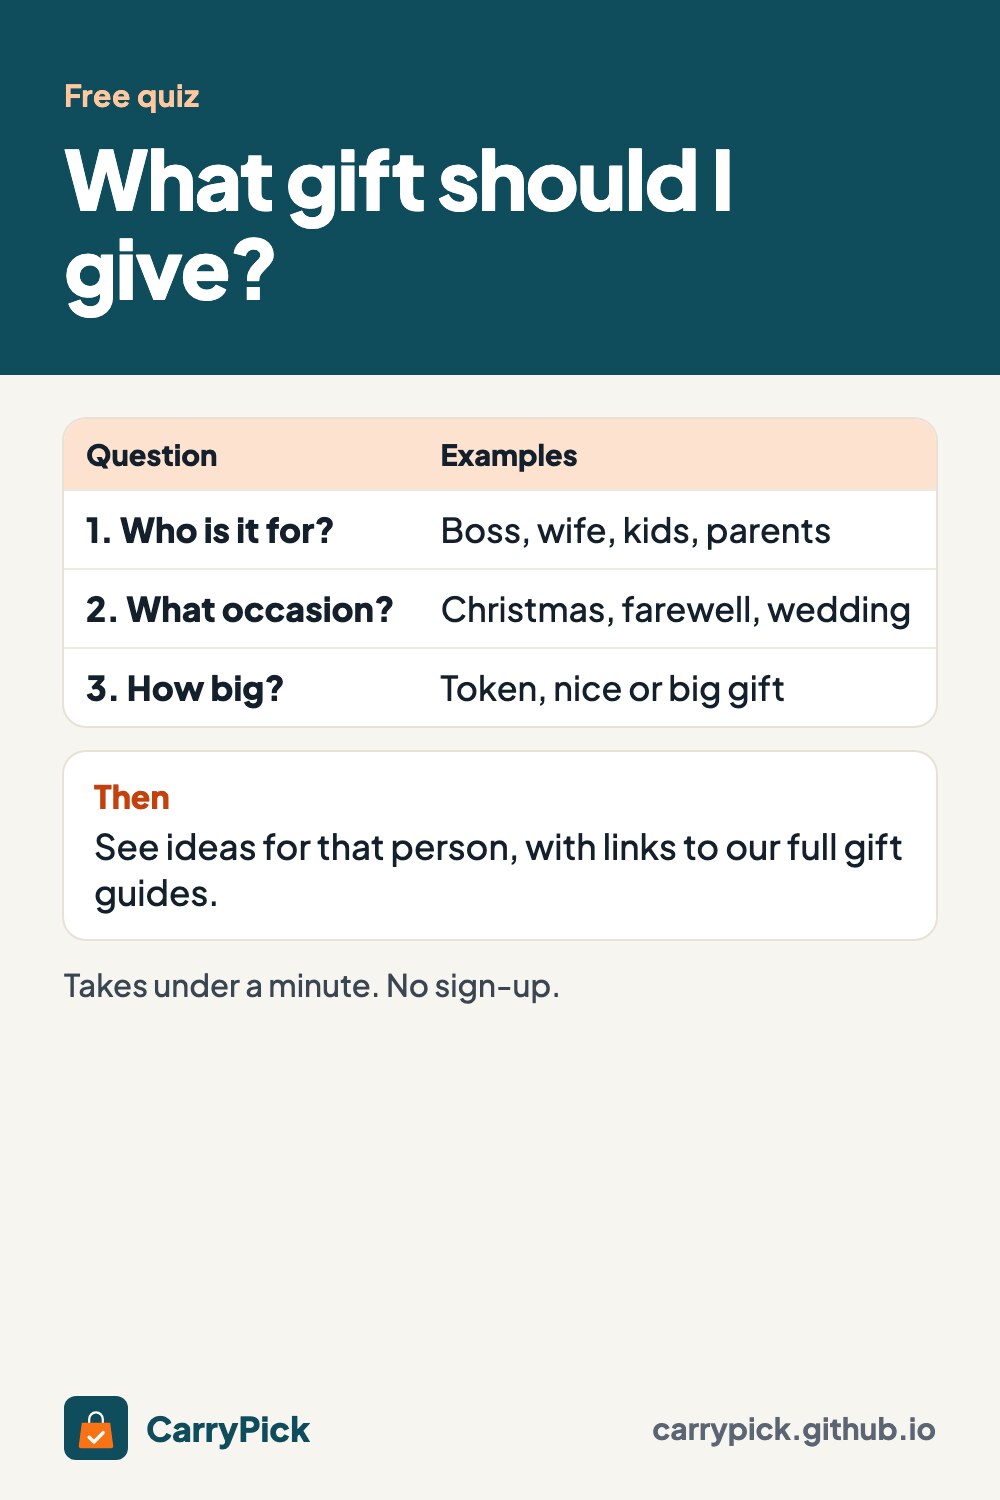 Free quiz
What gift should I
give?
Question Examples
1. Who is it for? Boss, wife, kids, parents
2. What occasion? Christmas, farewell, wedding
3. How big? Token, nice or big gift
Then
See ideas for that person, with links to our full gift
guides.
Takes under a minute. No sign-up.
CarryPick carrypick.github.io